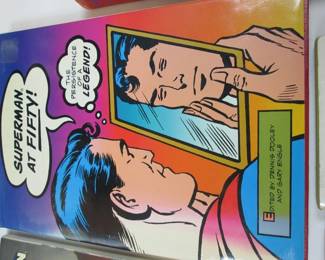 SUPERMAN
AT FIFTY!
THE
PERSISTENCE
OF A
LEGEND!
EDITED BY DENNIS DOOLEY
AND GARY ENGLE
N